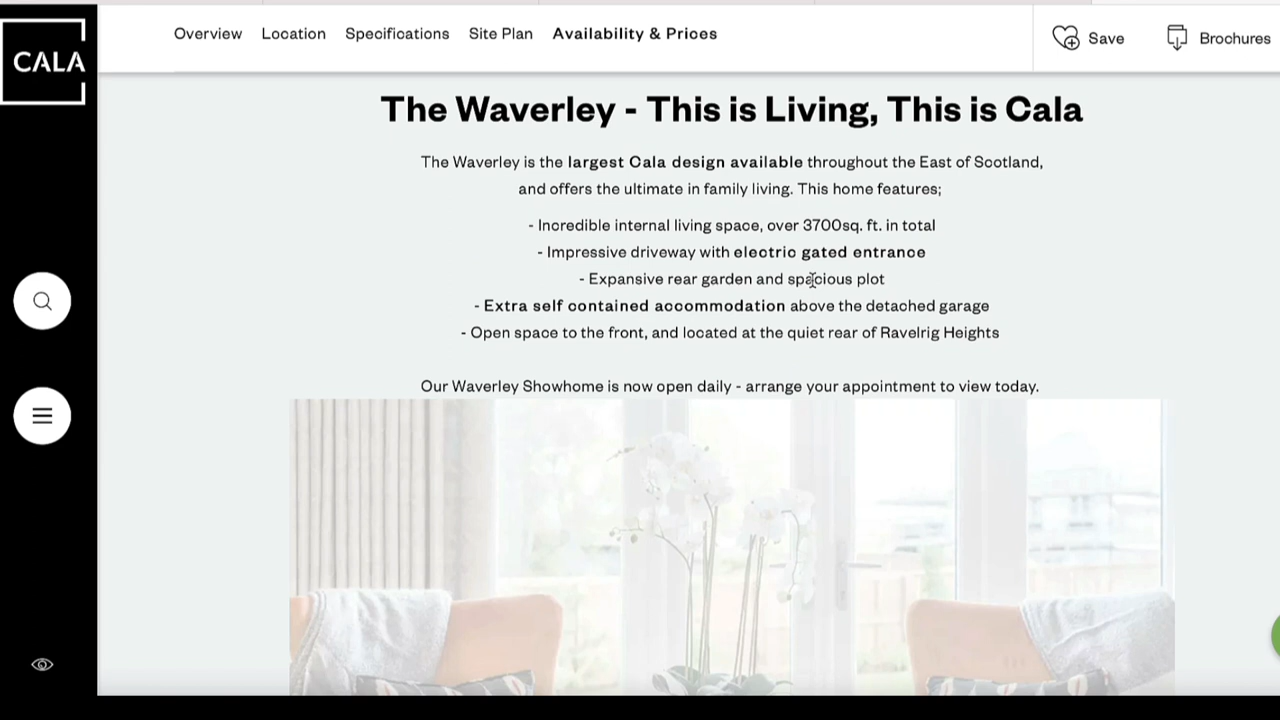 CALA
Overview
Location
Specifications
Site Plan
Availability & Prices
Save
Brochures
The Waverley - This is Living, This is Cala
The Waverley is the largest Cala design available throughout the East of Scotland,
and offers the ultimate in family living. This home features;
- Incredible internal living space, over 3700sq. ft. in total
- Impressive driveway with electric gated entrance
- Expansive rear garden and spacious plot
- Extra self contained accommodation above the detached garage
- Open space to the front, and located at the quiet rear of Ravelrig Heights
Our Waverley Showhome is now open daily - arrange your appointment to view today.